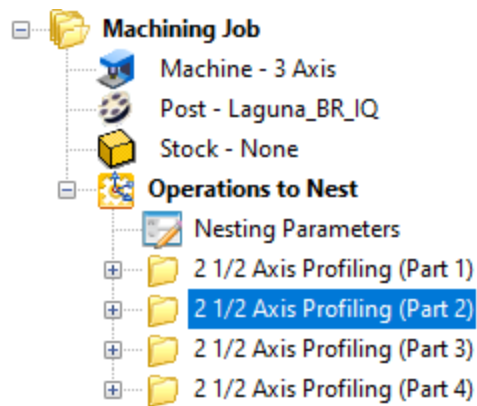 Machining Job
Machine - 3 Axis
Post - Laguna_BR_IQ
Stock - None
Operations to Nest
Nesting Parameters
2 1/2 Axis Profiling (Part 1)
2 1/2 Axis Profiling (Part 2)
2 1/2 Axis Profiling (Part 3)
2 1/2 Axis Profiling (Part 4)